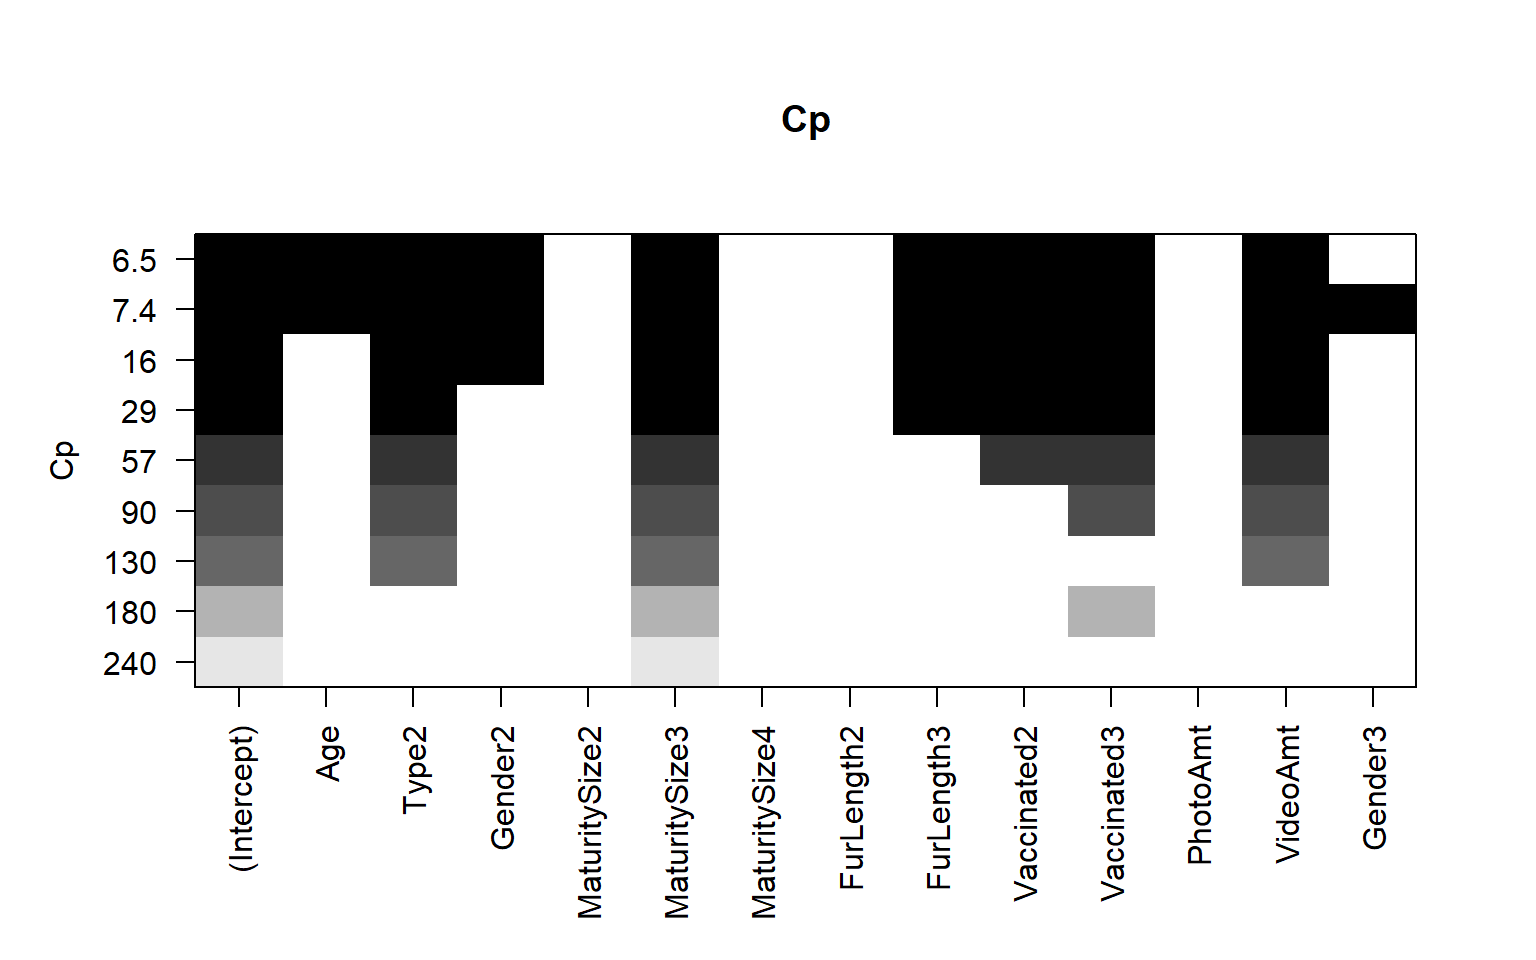 Cp
6.5
7.4
16
29
57
90
130
180
240
Cp
(Intercept)
Age
Type2
Gender2
MaturitySize2
MaturitySize3
MaturitySize4
FurLength2
FurLength3
Vaccinated2
Vaccinated3
PhotoAmt
VideoAmt
Gender3